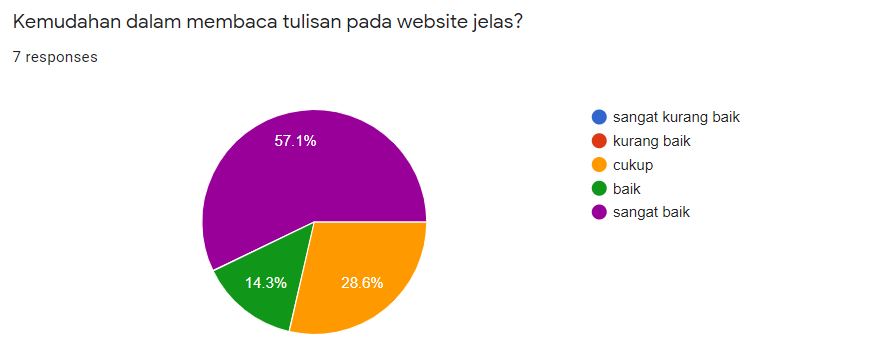 Kemudahan dalam membaca tulisan pada website jelas?
7 responses
57.1%
14.3%
28.6%
sangat kurang baik
kurang baik
cukup
baik
sangat baik